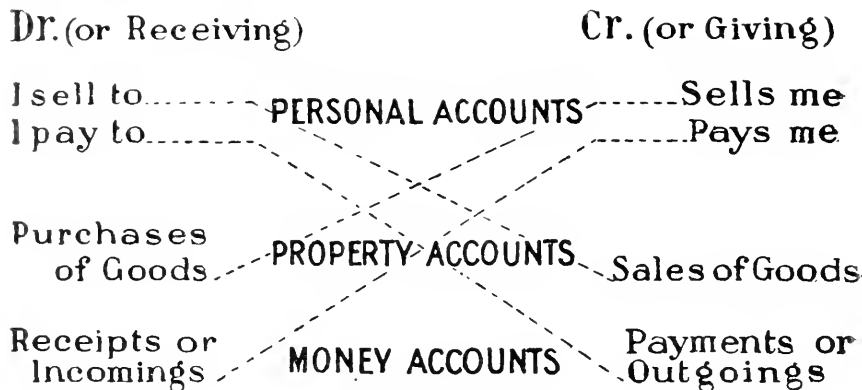 Dr. (or Receiving) Cr. (or Giving)
I sell to PERSONAL ACCOUNTS Sells me
I pay to Pays me
Purchases
of Goods PROPERTY ACCOUNTS Sales of Goods
Receipts or Payments or
Incomings MONEY ACCOUNTS Outgoings